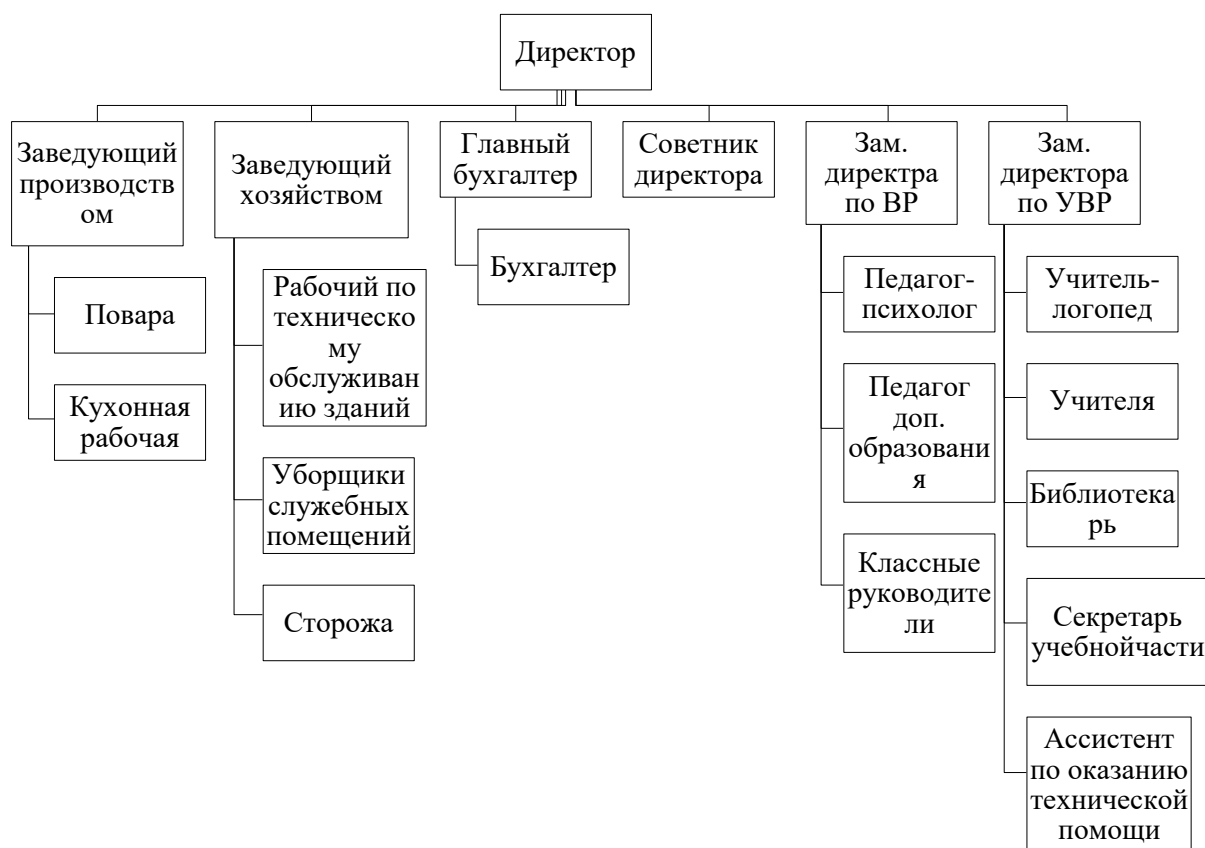 Директор
Заведующий
производств
ом
Повара
Кухонная
рабочая
Заведующий
хозяйством
Рабочий по
техническо
му
обслуживан
ию зданий
Уборщики
служебных
помещений
Сторожа
Главный
бухгалтер
Бухгалтер
Советник
директора
Зам.
директра
по ВР
Педагог-
психолог
Педагог
доп.
образовани
я
Классные
руководите
ли
Зам.
директора
по УВР
Учитель-
логопед
Учителя
Библиотека
рь
Секретарь
учебнойчасти
Ассистент
по оказанию
технической
помощи